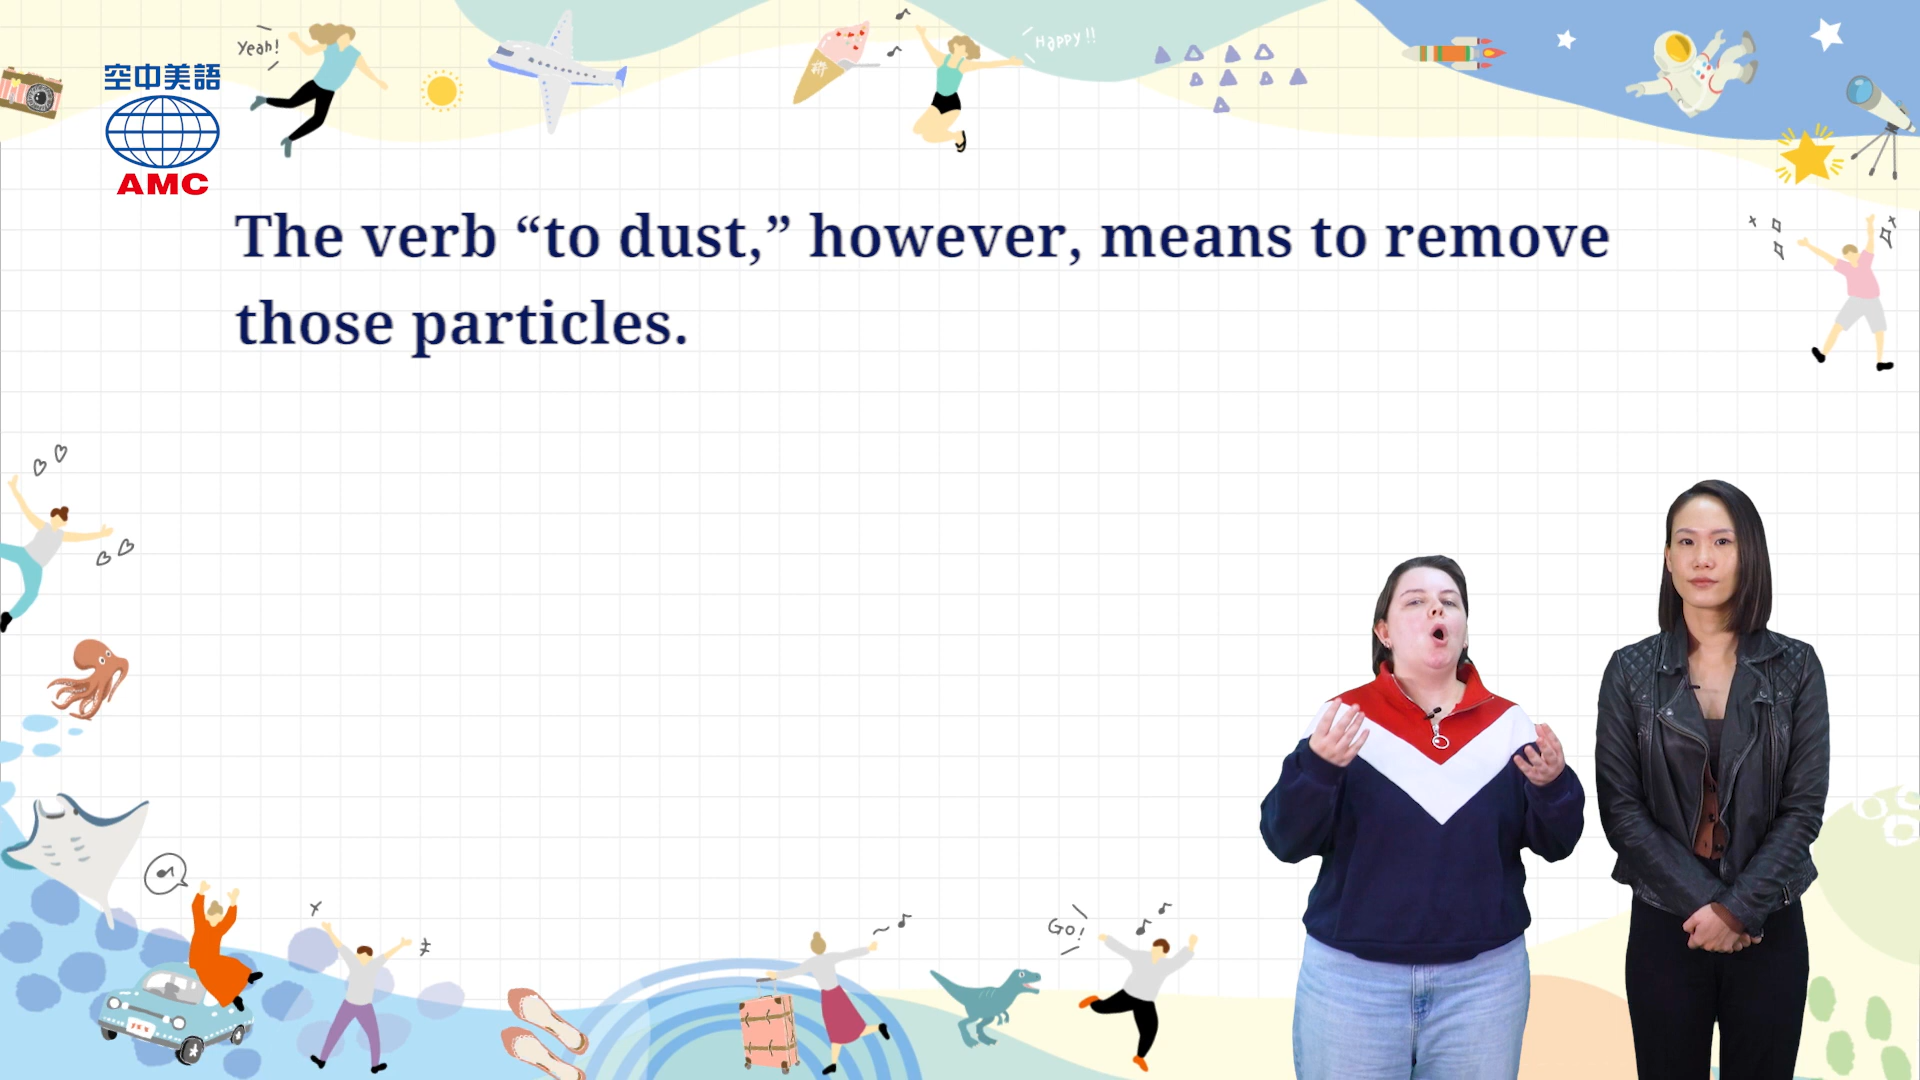 Yeah!
Happy!!
空中美語
AMC
The verb “to dust,” however, means to remove
those particles.
Go!